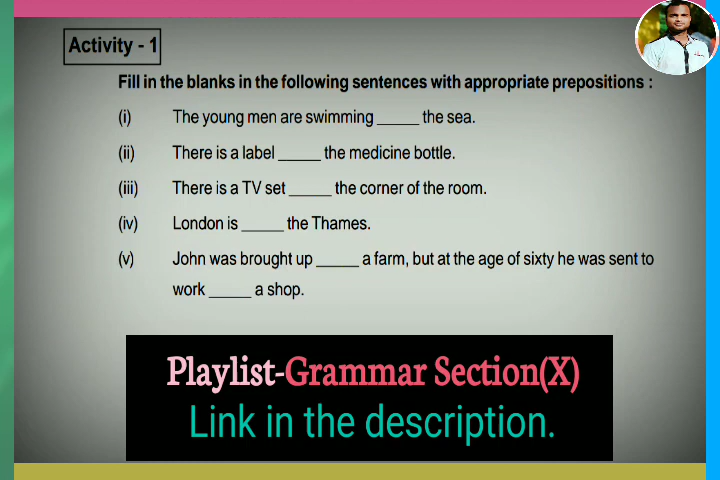 Activity - 1
Fill in the blanks in the following sentences with appropriate prepositions :
(i) The young men are swimming _____ the sea.
(ii) There is a label _____ the medicine bottle.
(iii) There is a TV set _____ the corner of the room.
(iv) London is _____ the Thames.
(v) John was brought up _____ a farm, but at the age of sixty he was sent to
work _____ a shop.
Playlist-Grammar Section(X)
Link in the description.